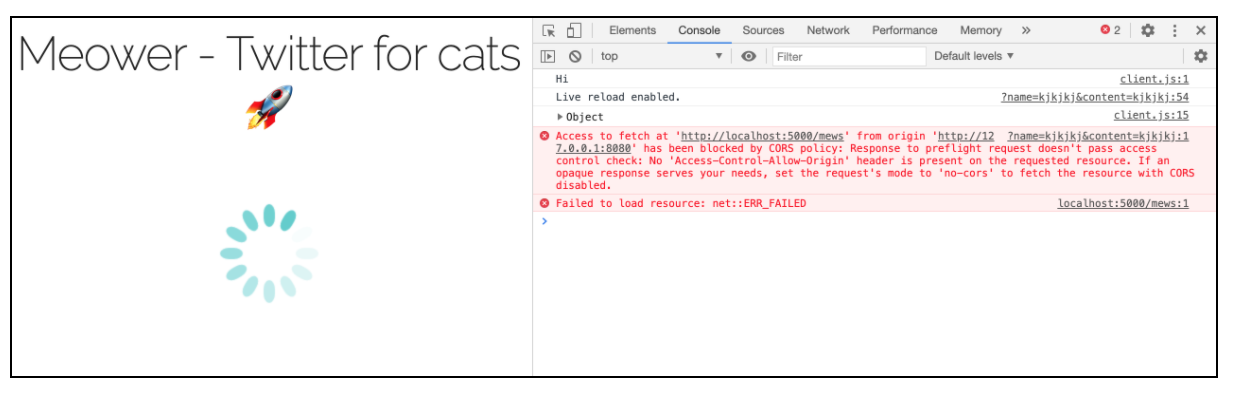 Meower - Twitter for cats
🚀
Elements Console Sources Network Performance Memory » 2
top ▼ Filter Default levels ▼
Hi client.js:1
Live reload enabled. ?name=kjkjkj&content=kjkjkj:54
▶Object client.js:15
Access to fetch at 'http://localhost:5000/mews' from origin 'http://12 ?name=kjkjkj&content=kjkjkj:1
7.0.0.1:8080' has been blocked by CORS policy: Response to preflight request doesn't pass access
control check: No 'Access-Control-Allow-Origin' header is present on the requested resource. If an
opaque response serves your needs, set the request's mode to 'no-cors' to fetch the resource with CORS
disabled.
Failed to load resource: net::ERR_FAILED localhost:5000/mews:1